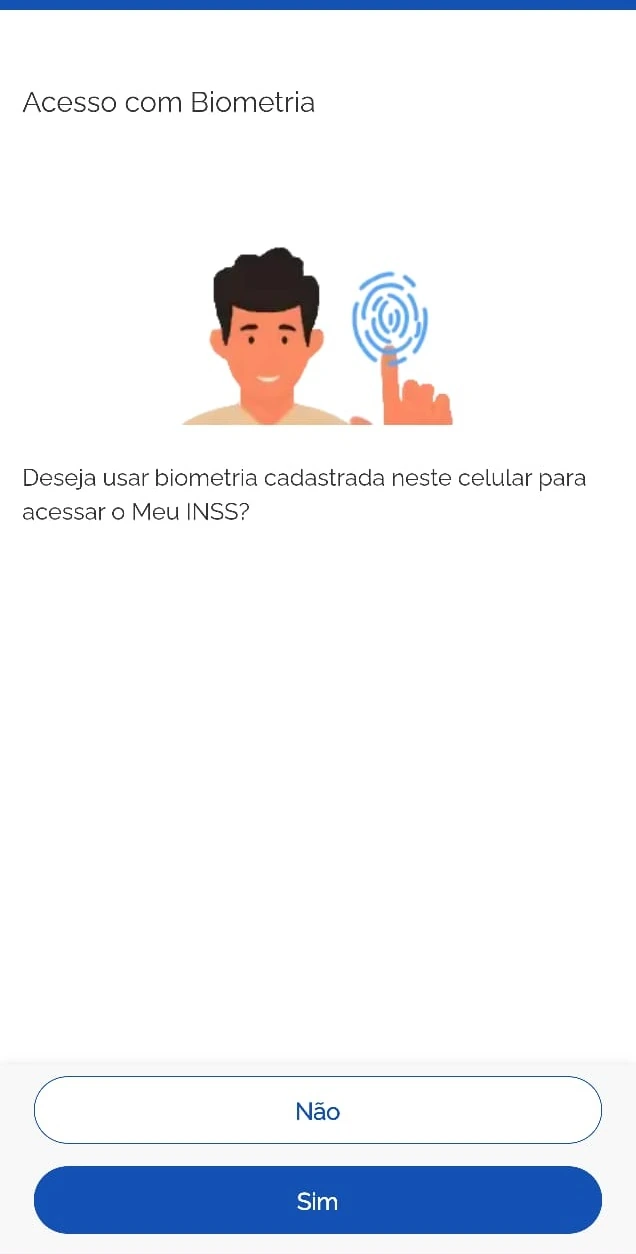 Acesso com Biometria
Deseja usar biometria cadastrada neste celular para
acessar o Meu INSS?
Não
Sim